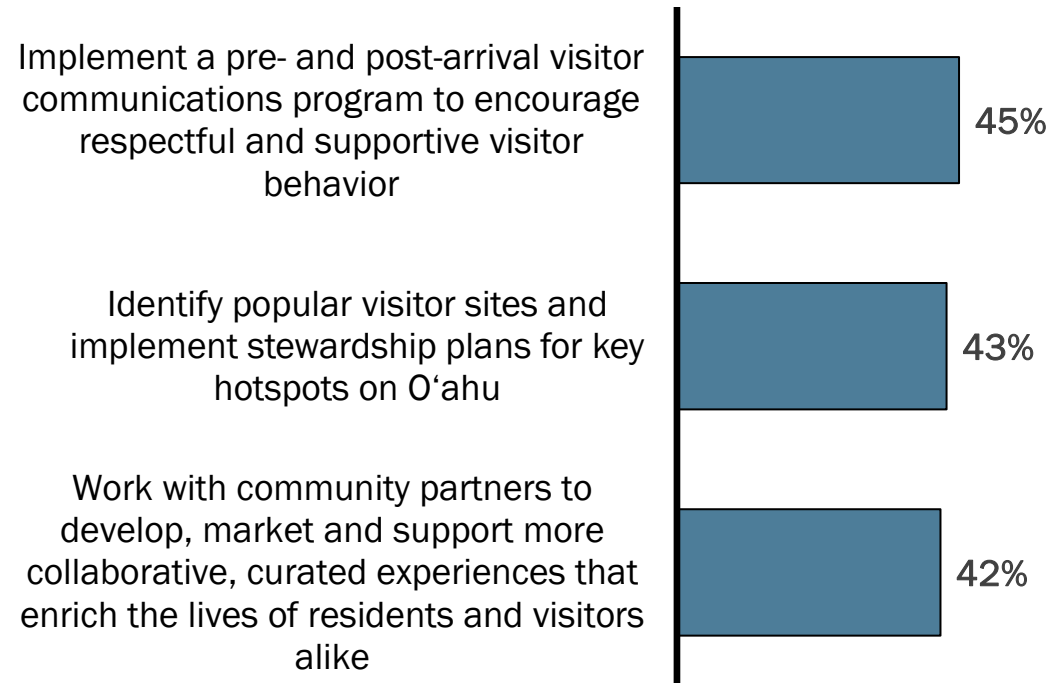 Implement a pre- and post-arrival visitor
communications program to encourage
respectful and supportive visitor
behavior
45%
Identify popular visitor sites and
implement stewardship plans for key
hotspots on Oʻahu
43%
Work with community partners to
develop, market and support more
collaborative, curated experiences that
enrich the lives of residents and visitors
alike
42%